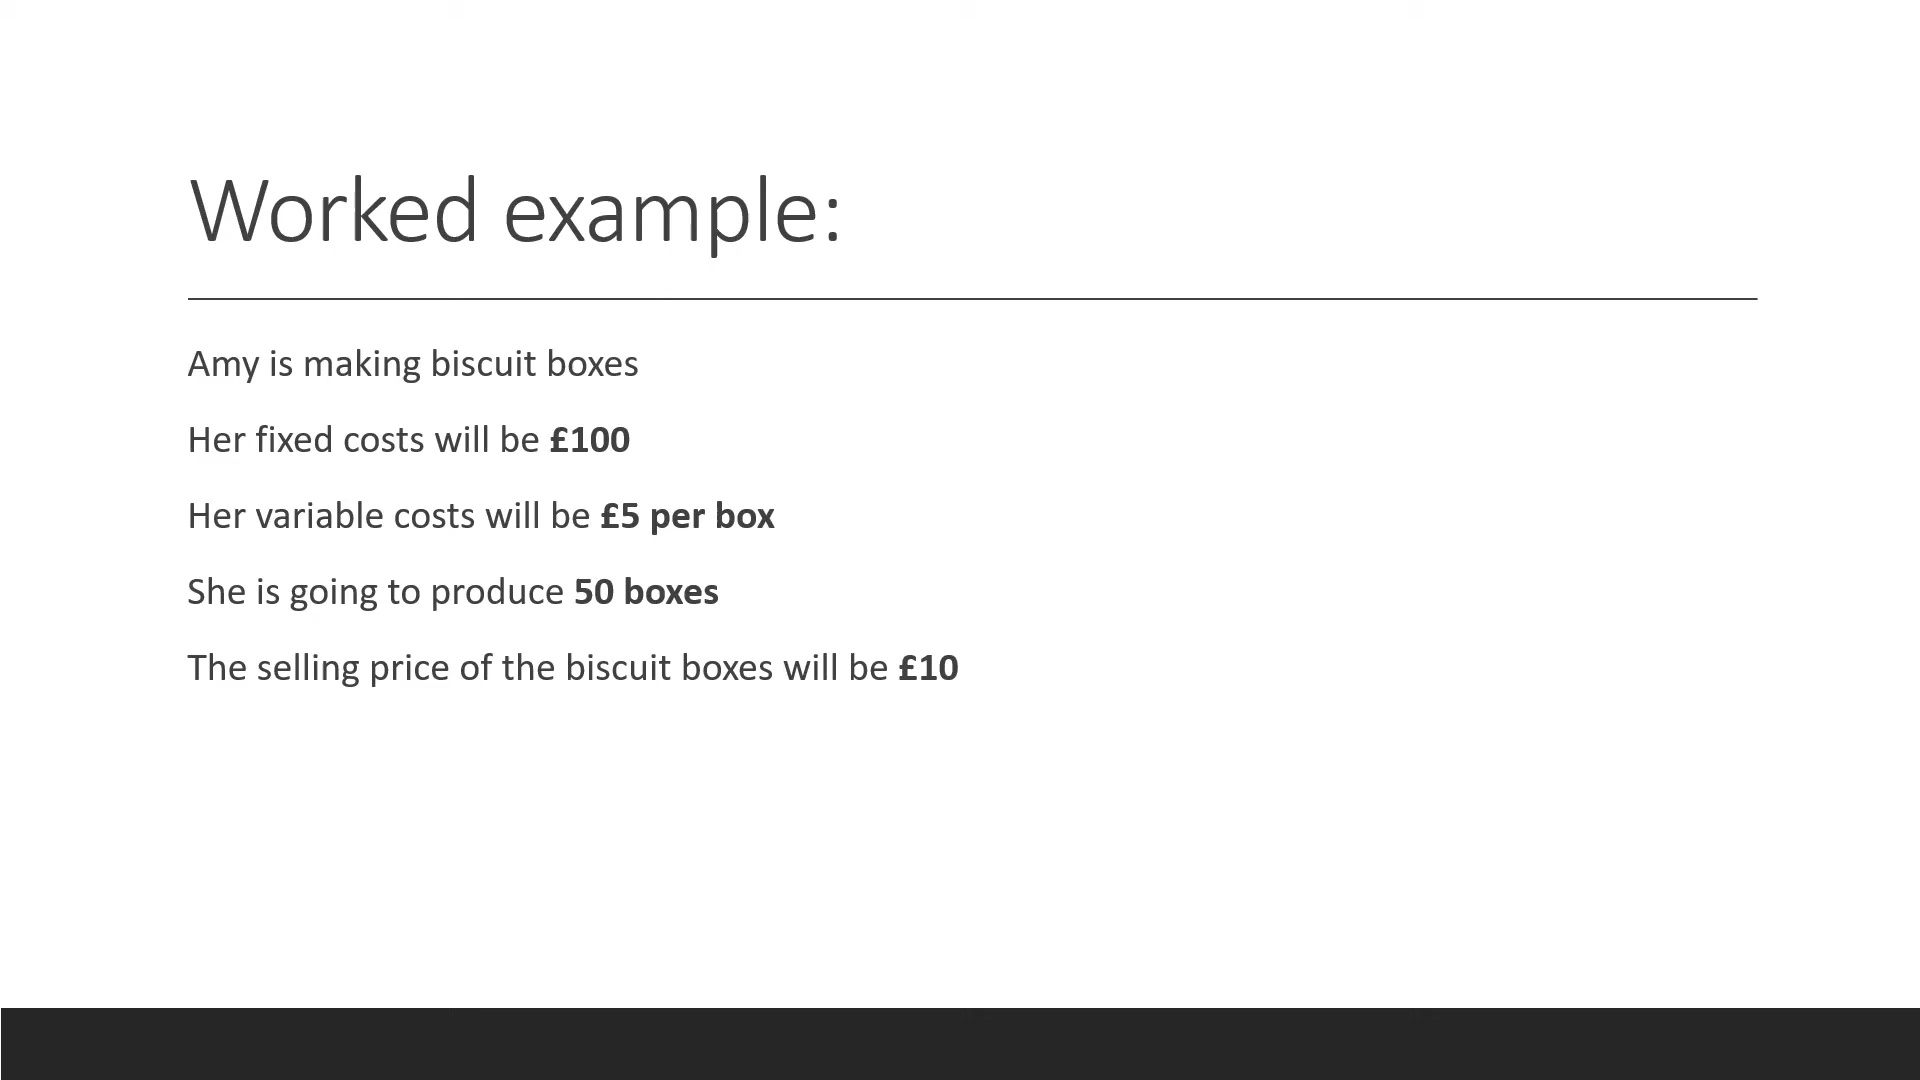 Worked example:
Amy is making biscuit boxes
Her fixed costs will be £100
Her variable costs will be £5 per box
She is going to produce 50 boxes
The selling price of the biscuit boxes will be £10